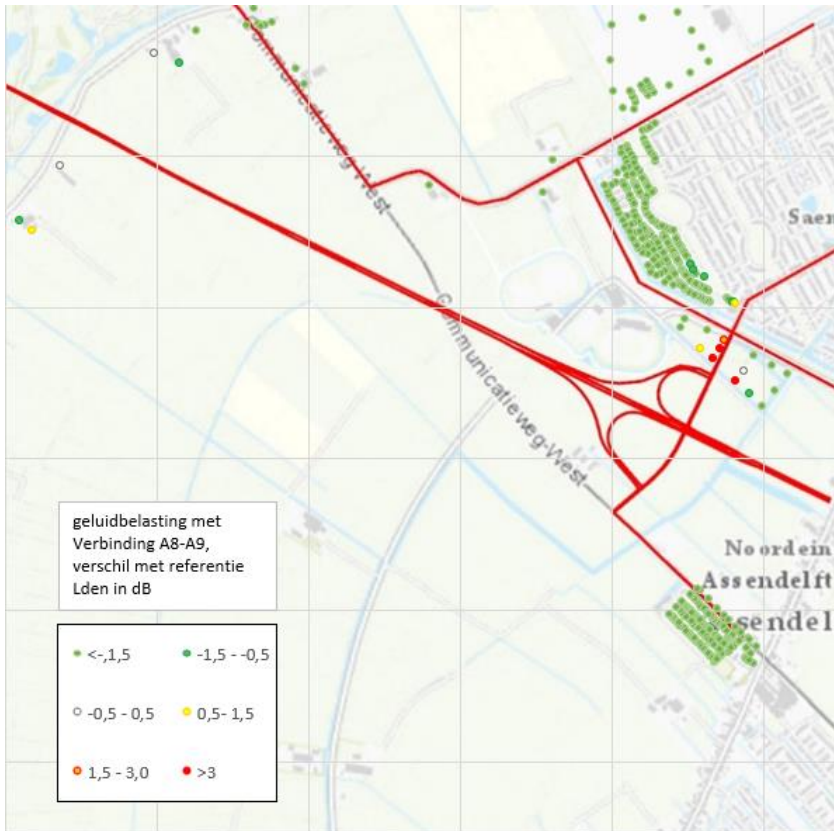 Communicatieweg-West
Saen
Communicatieweg-West
geluidbelasting met
Verbinding A8-A9,
verschil met referentie
Lden in dB
Noordein
Assendelft
sendel
<-,1,5
-1,5 - -0,5
-0,5 - 0,5
0,5- 1,5
1,5 - 3,0
>3